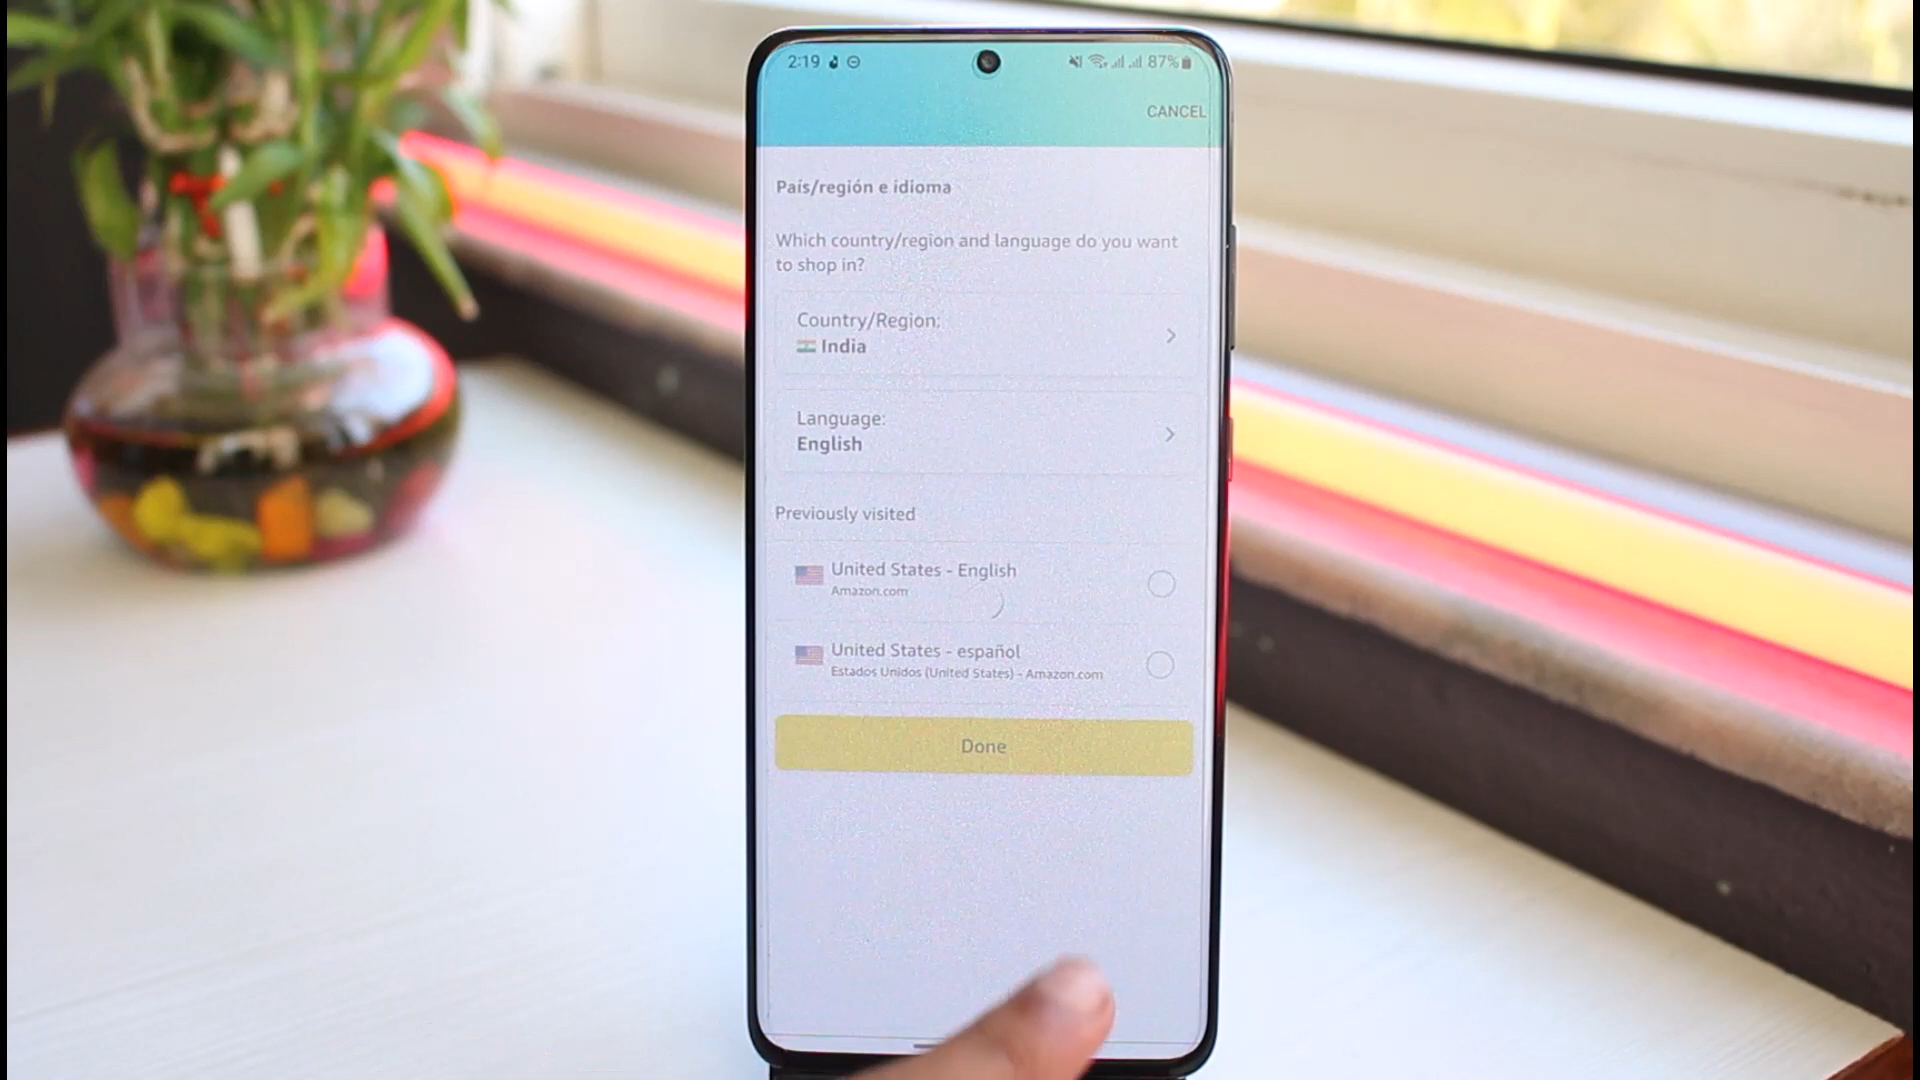 2:19
87%
CANCEL
País/región e idioma
Which country/region and language do you want
to shop in?
Country/Region:
India
Language:
English
Previously visited
United States - English
Amazon.com
United States - español
Estados Unidos (United States) - Amazon.com
Done